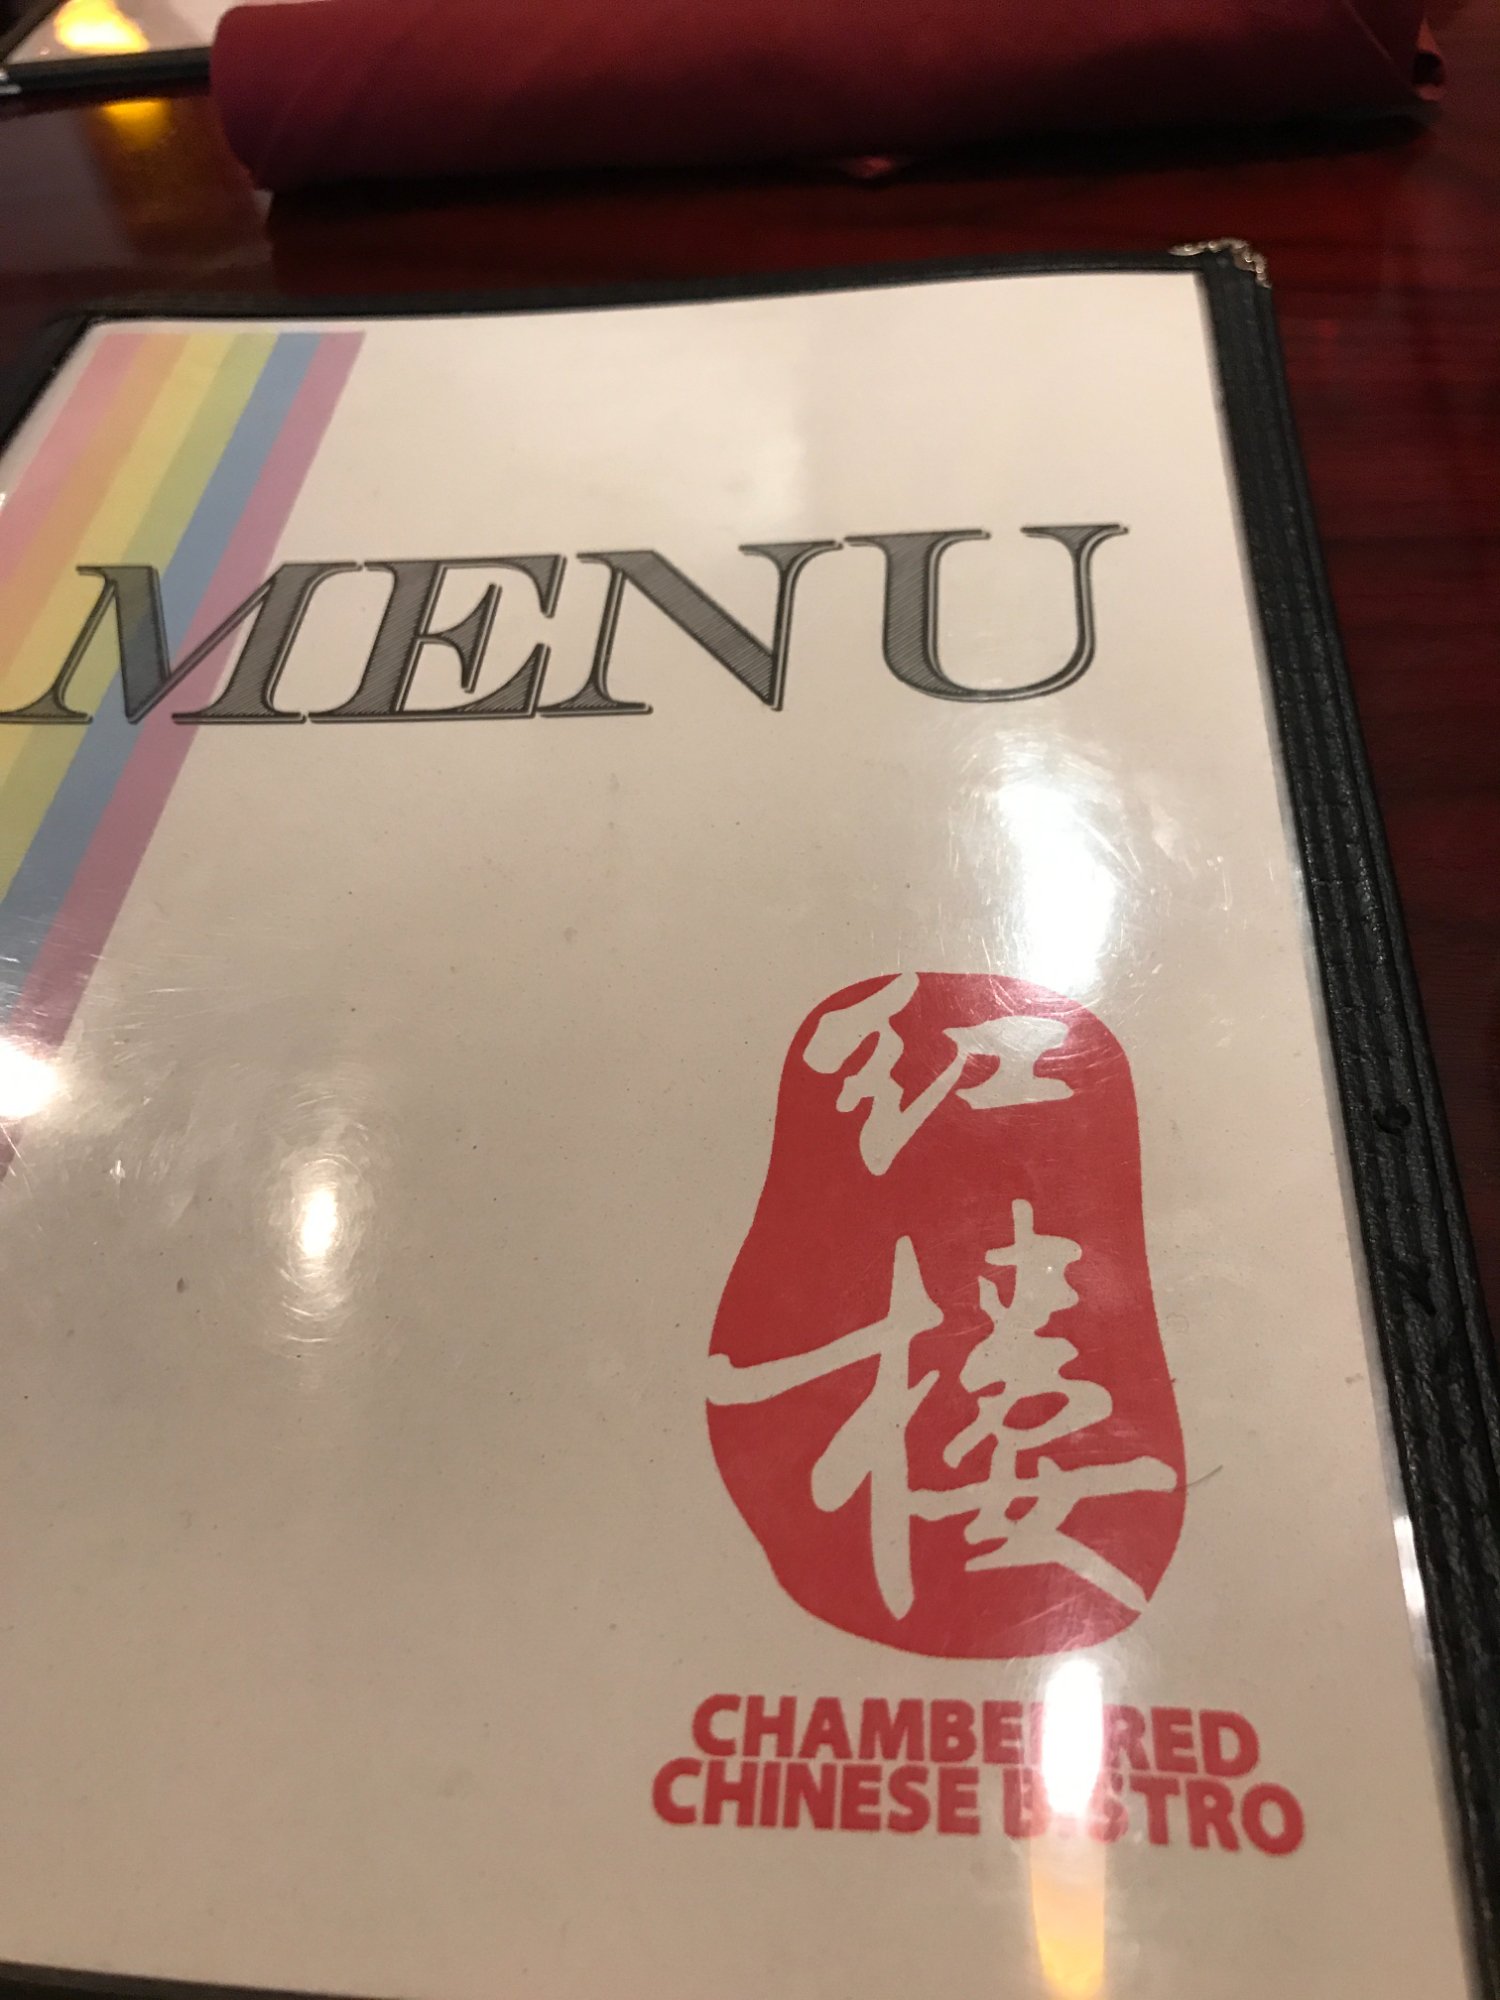 MENU
红
楼
CHAMBER RED
CHINESE BISTRO